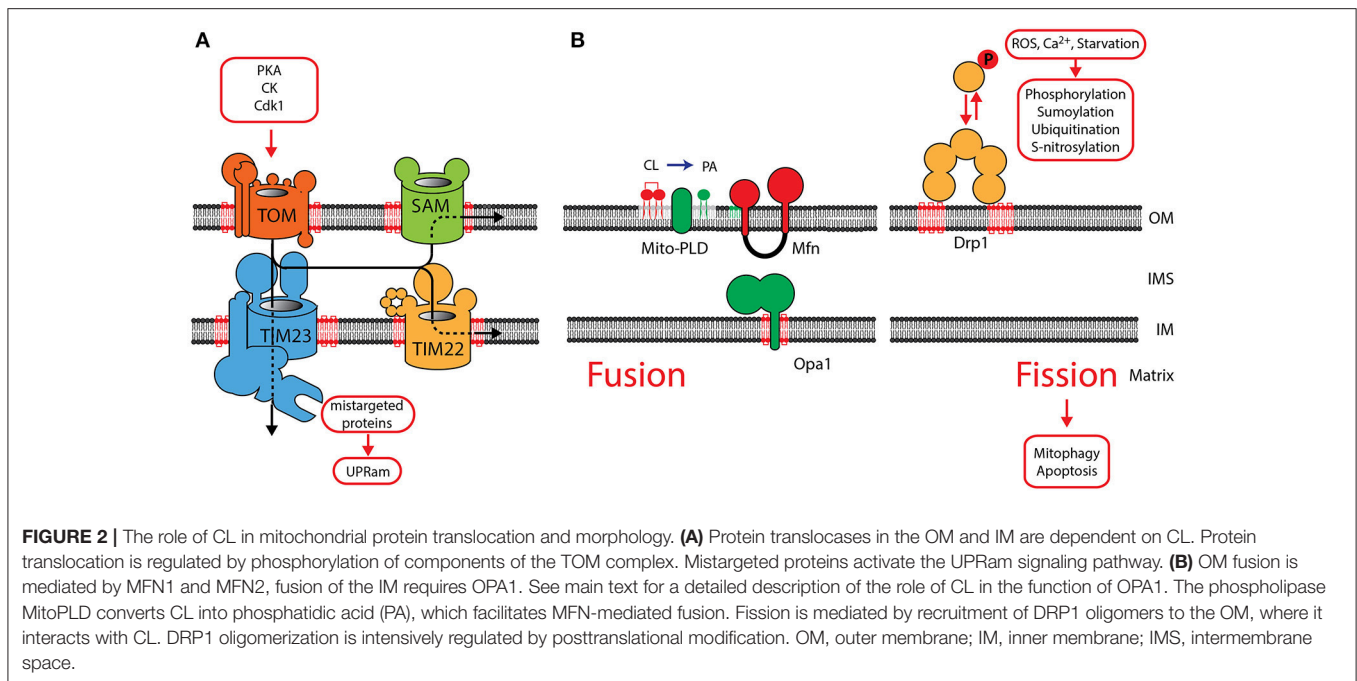 A
PKA
CK
Cdk1
TOM
SAM
TIM23
TIM22
mistargeted
proteins
UPRam
B
CL
PA
Mito-PLD
Mfn
Opa1
Fusion
P
ROS, Ca²⁺, Starvation
Phosphorylation
Sumoylation
Ubiquitination
S-nitrosylation
Drp1
OM
IMS
IM
Matrix
Fission
Mitophagy
Apoptosis
FIGURE 2 | The role of CL in mitochondrial protein translocation and morphology. (A) Protein translocases in the OM and IM are dependent on CL. Protein
translocation is regulated by phosphorylation of components of the TOM complex. Mistargeted proteins activate the UPRam signaling pathway. (B) OM fusion is
mediated by MFN1 and MFN2, fusion of the IM requires OPA1. See main text for a detailed description of the role of CL in the function of OPA1. The phospholipase
MitoPLD converts CL into phosphatidic acid (PA), which facilitates MFN-mediated fusion. Fission is mediated by recruitment of DRP1 oligomers to the OM, where it
interacts with CL. DRP1 oligomerization is intensively regulated by posttranslational modification. OM, outer membrane; IM, inner membrane; IMS, intermembrane
space.